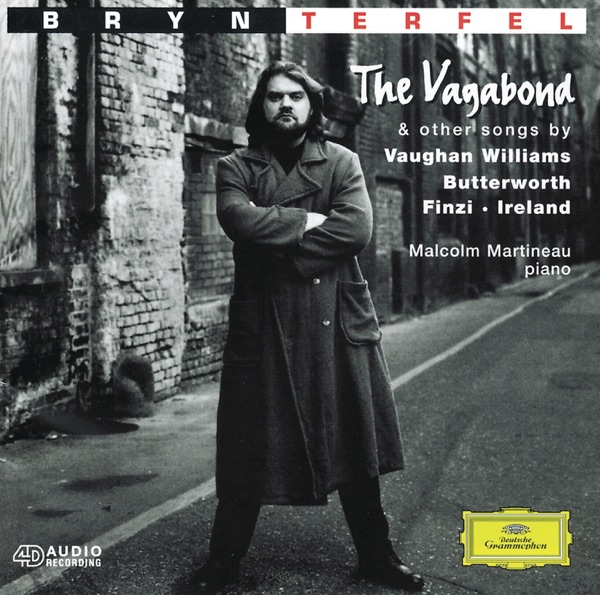 BRYN TERFEL
The Vagabond
& other songs by
Vaughan Williams
Butterworth
Finzi · Ireland
Malcolm Martineau
piano
4D AUDIO
RECORDING
Deutsche
Grammophon